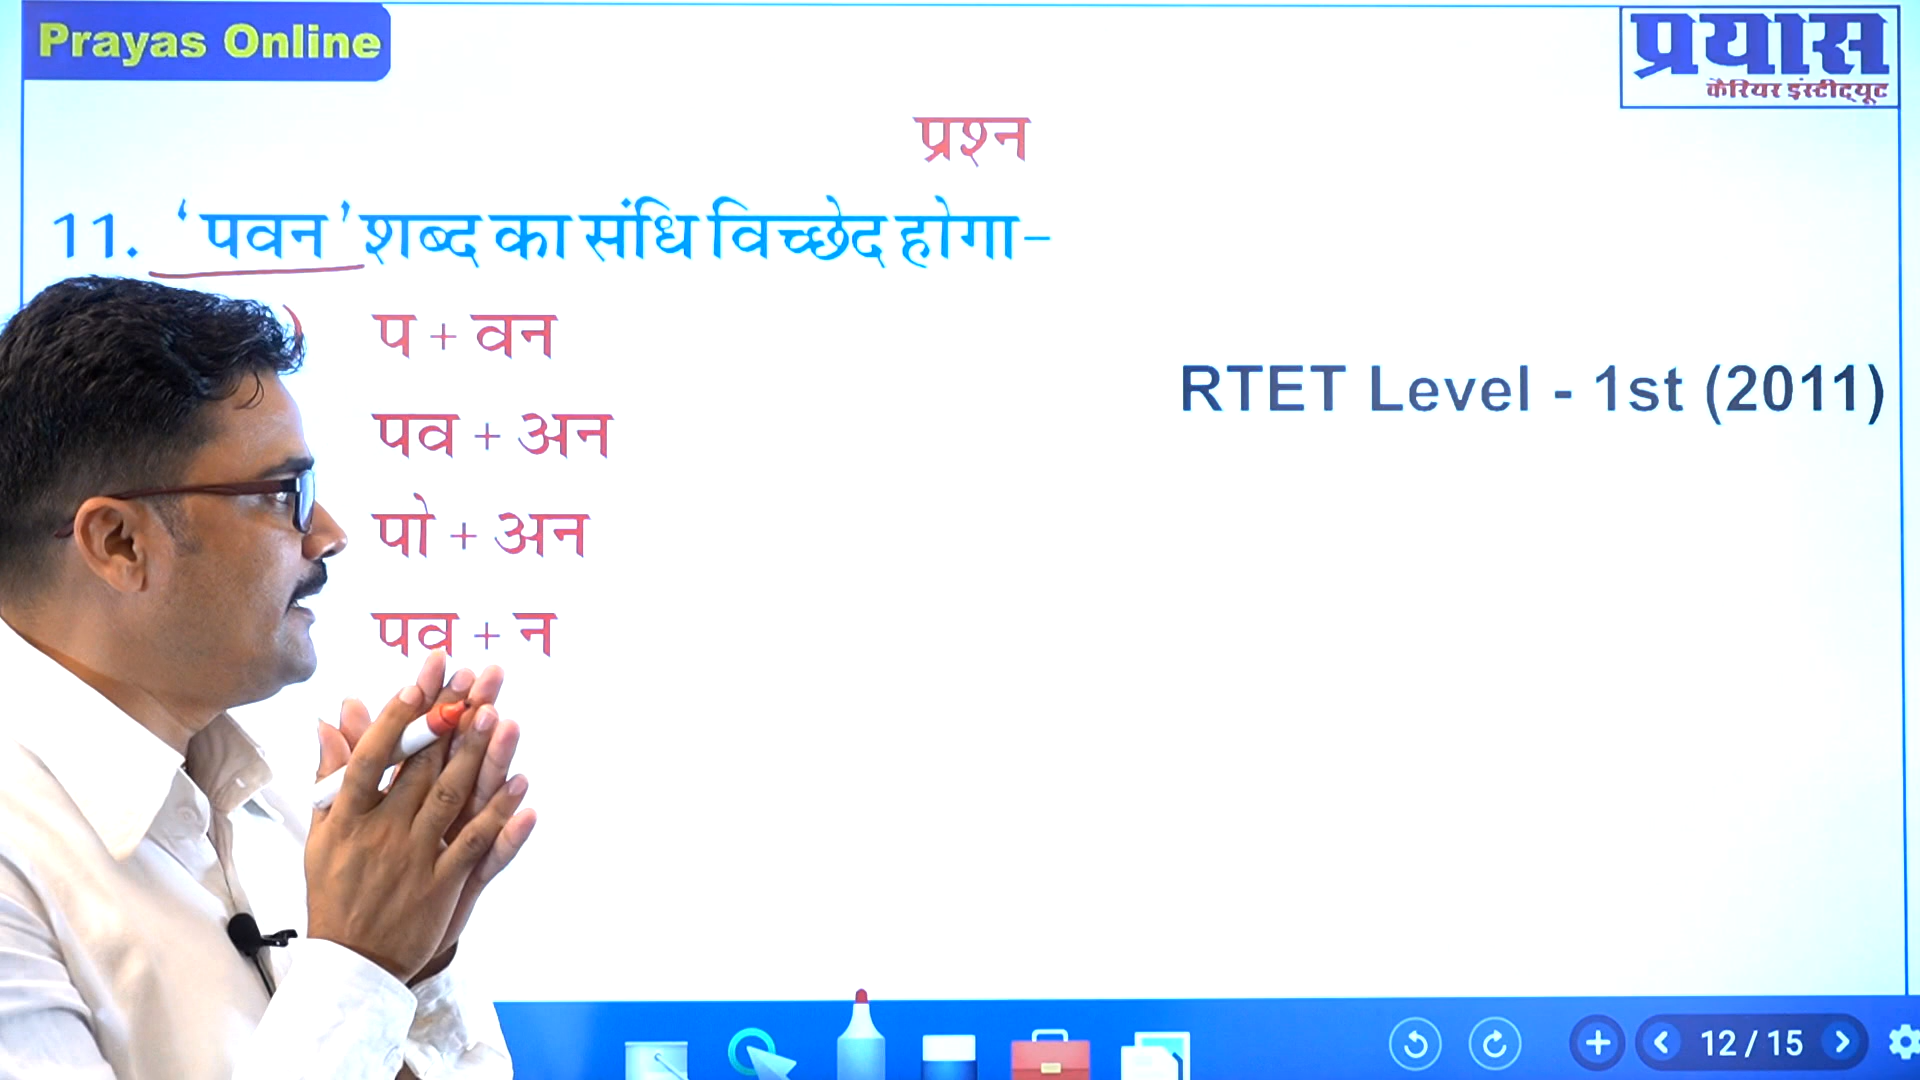 Prayas Online
प्रयास
कैरियर इंस्टीट्यूट
प्रश्न
11. ‘पवन’ शब्द का संधि विच्छेद होगा–
) प + वन
पव + अन
पो + अन
पव + न
RTET Level - 1st (2011)
12 / 15